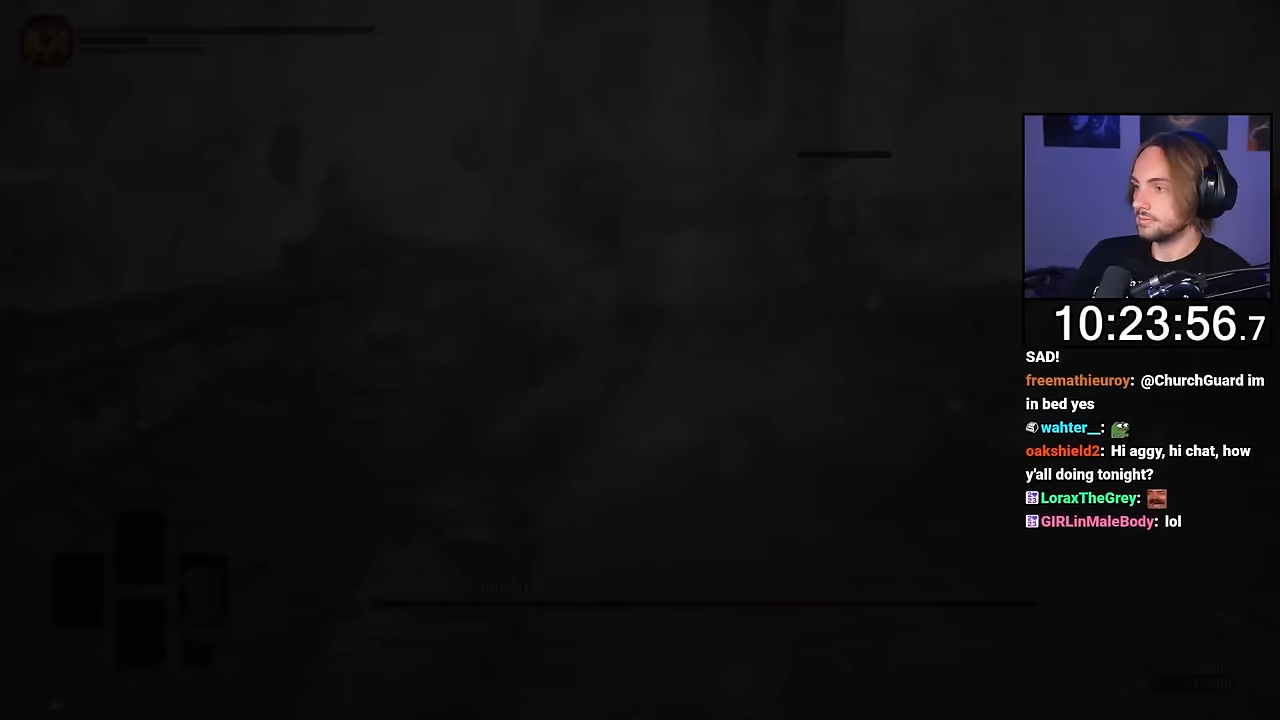 10:23:56.7
SAD!
freemathieuroy: @ChurchGuard im
in bed yes
wahter__:
oakshield2: Hi aggy, hi chat, how
y'all doing tonight?
LoraxTheGrey:
GIRLinMaleBody: lol